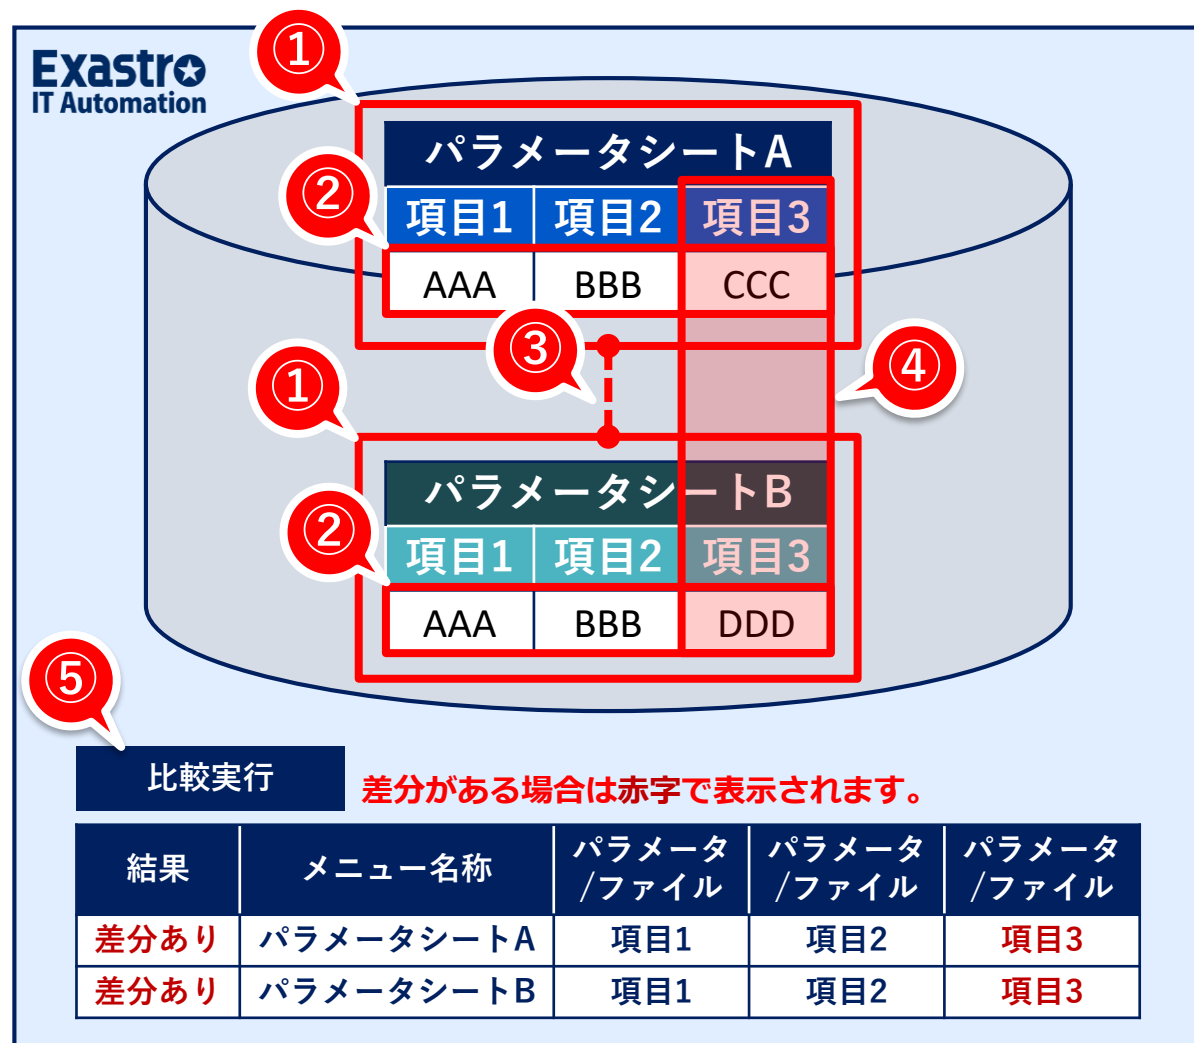 Exastro
IT Automation
①
パラメータシートA
②
項目1 項目2 項目3
AAA BBB CCC
③
④
①
パラメータシートB
②
項目1 項目2 項目3
AAA BBB DDD
⑤
比較実行
差分がある場合は赤字で表示されます。
結果 メニュー名称 パラメータ/ファイル パラメータ/ファイル パラメータ/ファイル
差分あり パラメータシートA 項目1 項目2 項目3
差分あり パラメータシートB 項目1 項目2 項目3